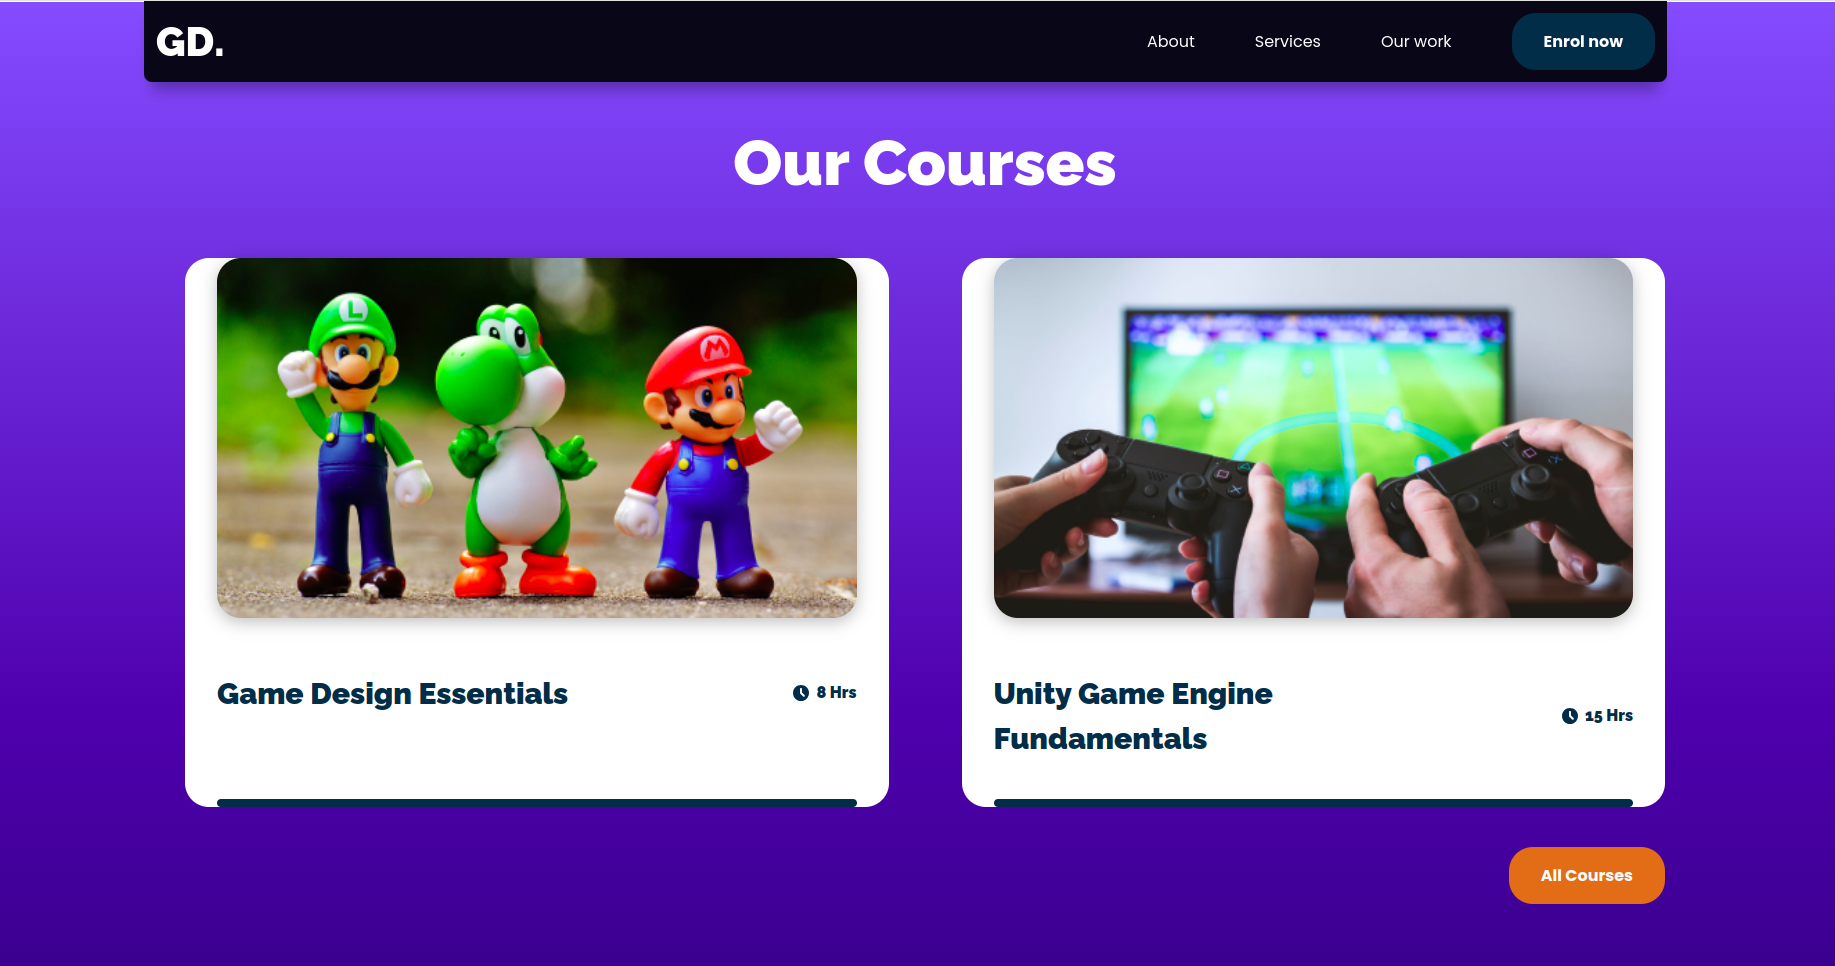 GD.
About
Services
Our work
Enrol now
Our Courses
L
M
Game Design Essentials
8 Hrs
Unity Game Engine
Fundamentals
15 Hrs
All Courses